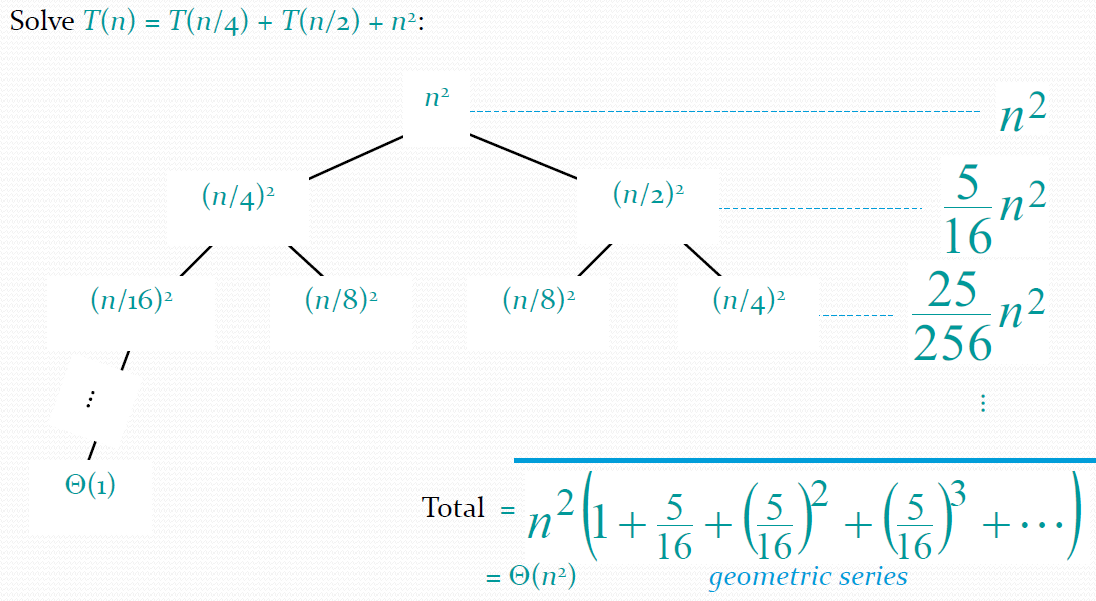 Solve T(n) = T(n/4) + T(n/2) + n²:
n²
n²
(n/4)²
(n/2)²
5/16 n²
(n/16)²
(n/8)²
(n/8)²
(n/4)²
25/256 n²
⋮
⋮
Θ(1)
Total = n² (1 + 5/16 + (5/16)² + (5/16)³ + ⋯)
= Θ(n²)
geometric series